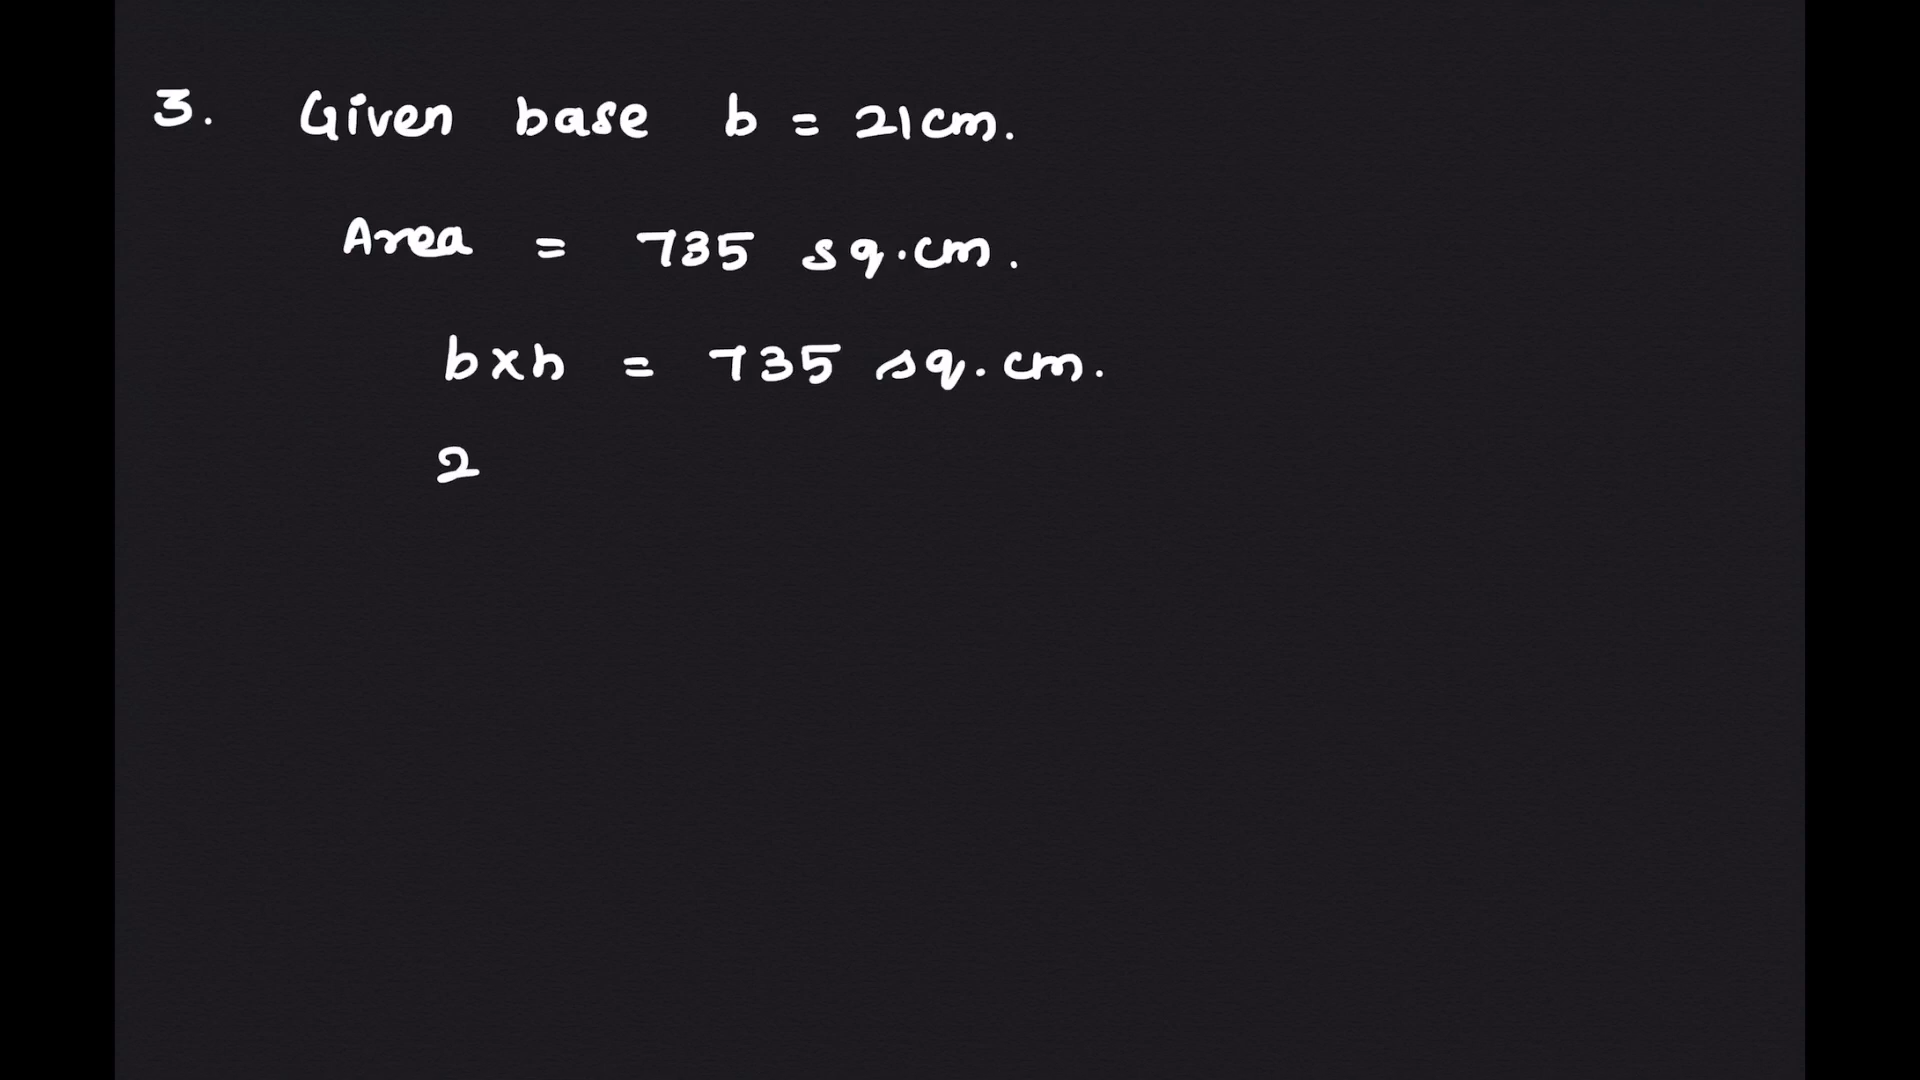 3. Given base b = 21cm.
Area = 735 sq.cm.
bxh = 735 sq.cm.
2